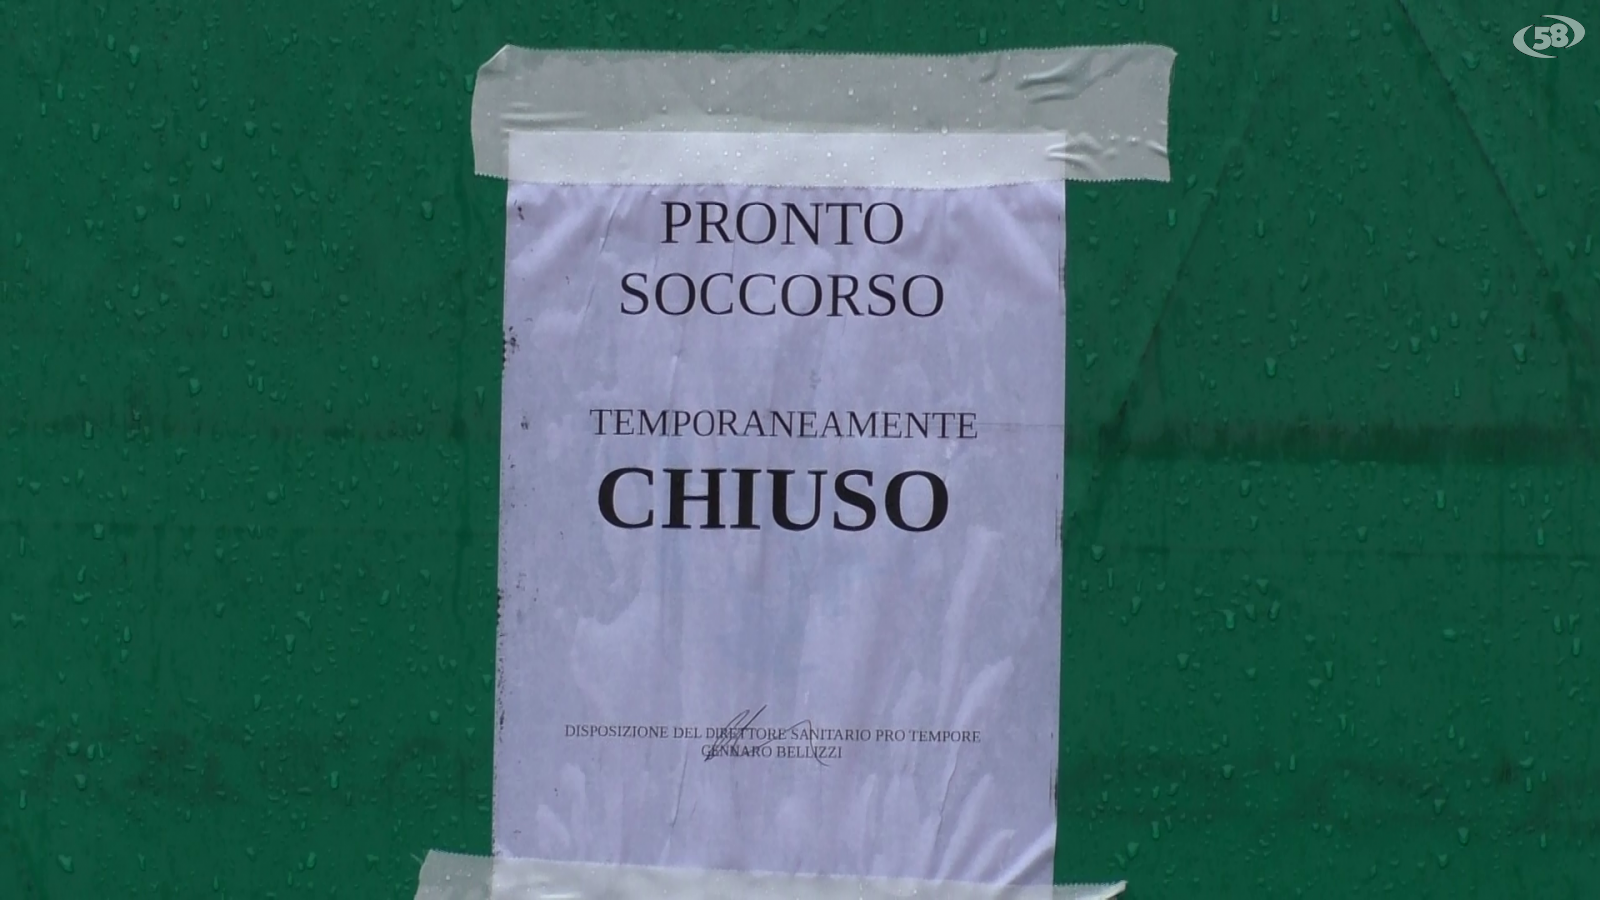 58
PRONTO
SOCCORSO
TEMPORANEAMENTE
CHIUSO
DISPOSIZIONE DEL DIRETTORE SANITARIO PRO TEMPORE
GENNARO BELLIZZI